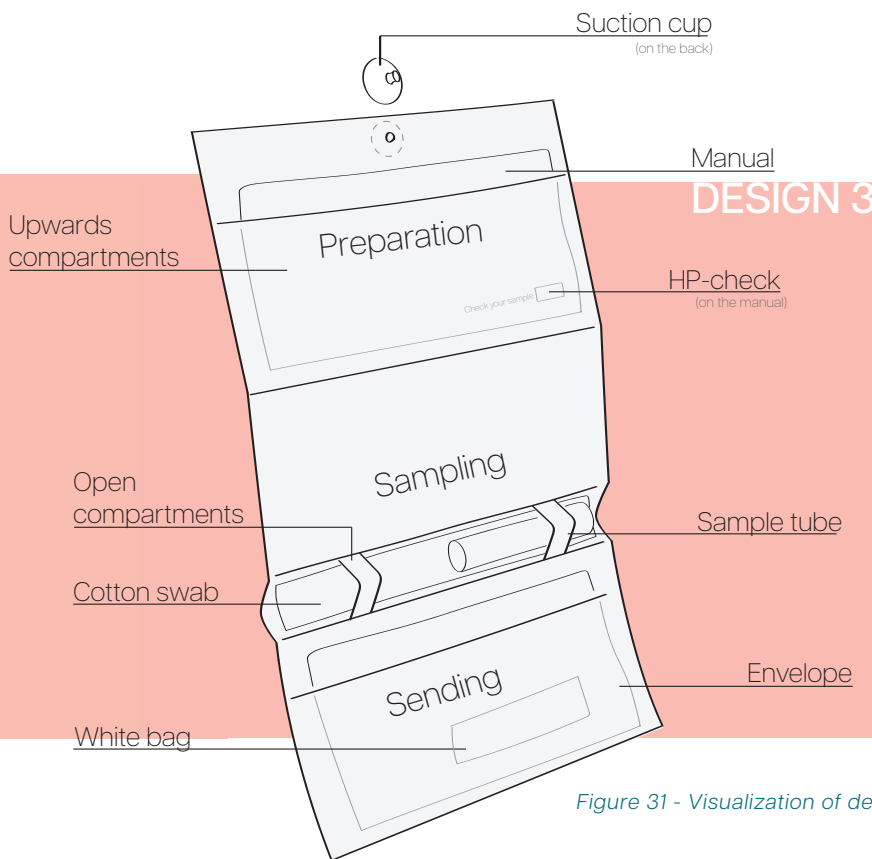 Suction cup
(on the back)
Manual
DESIGN 3
Upwards
compartments
Preparation
HP-check
(on the manual)
Check your sample
Sampling
Open
compartments
Sample tube
Cotton swab
Sending
Envelope
White bag
Figure 31 - Visualization of de